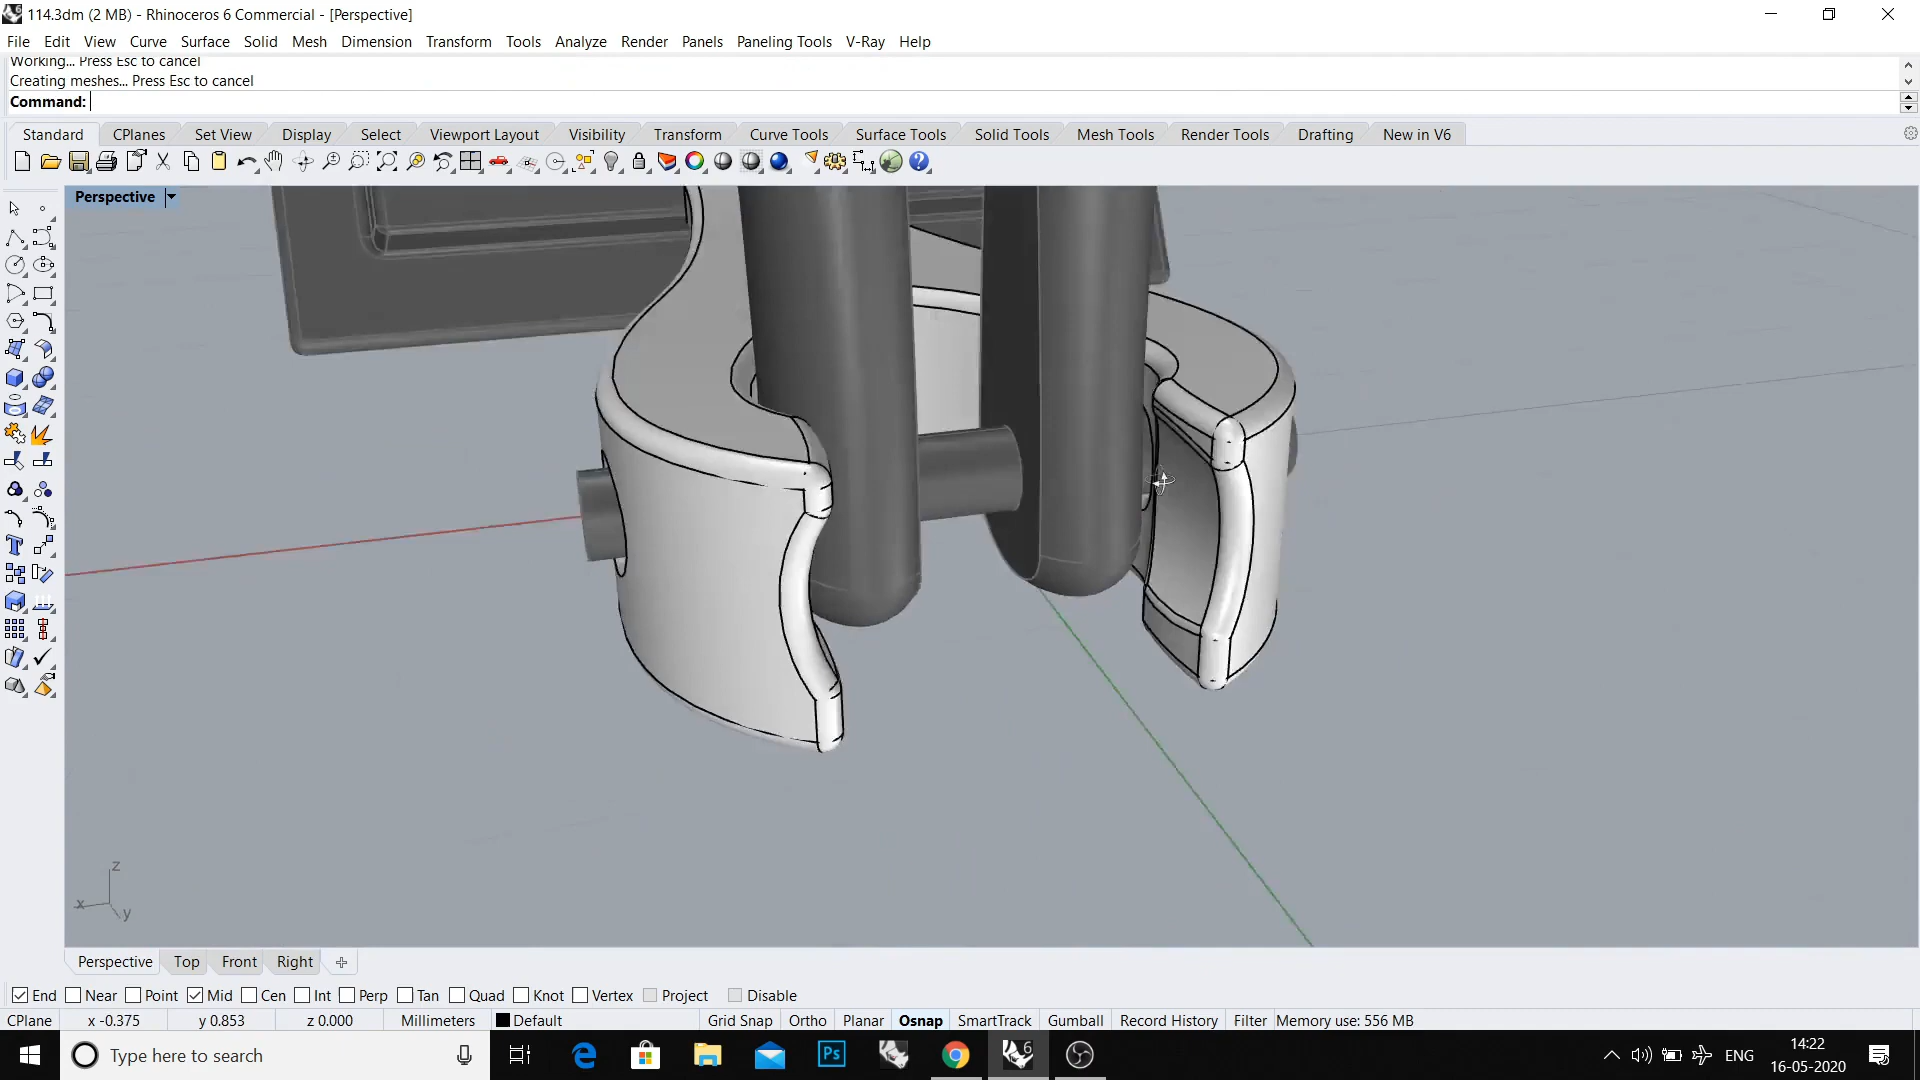 114.3dm (2 MB) - Rhinoceros 6 Commercial - [Perspective]
File Edit View Curve Surface Solid Mesh Dimension Transform Tools Analyze Render Panels Paneling Tools V-Ray Help
Working... Press Esc to cancel
Creating meshes... Press Esc to cancel
Command:
Standard CPlanes Set View Display Select Viewport Layout Visibility Transform Curve Tools Surface Tools Solid Tools Mesh Tools Render Tools Drafting New in V6
Perspective
z
x
y
Perspective Top Front Right
End Near Point Mid Cen Int Perp Tan Quad Knot Vertex Project Disable
CPlane x -0.375 y 0.853 z 0.000 Millimeters Default Grid Snap Ortho Planar Osnap SmartTrack Gumball Record History Filter Memory use: 556 MB
Type here to search Ps 6 ENG 14:22
16-05-2020